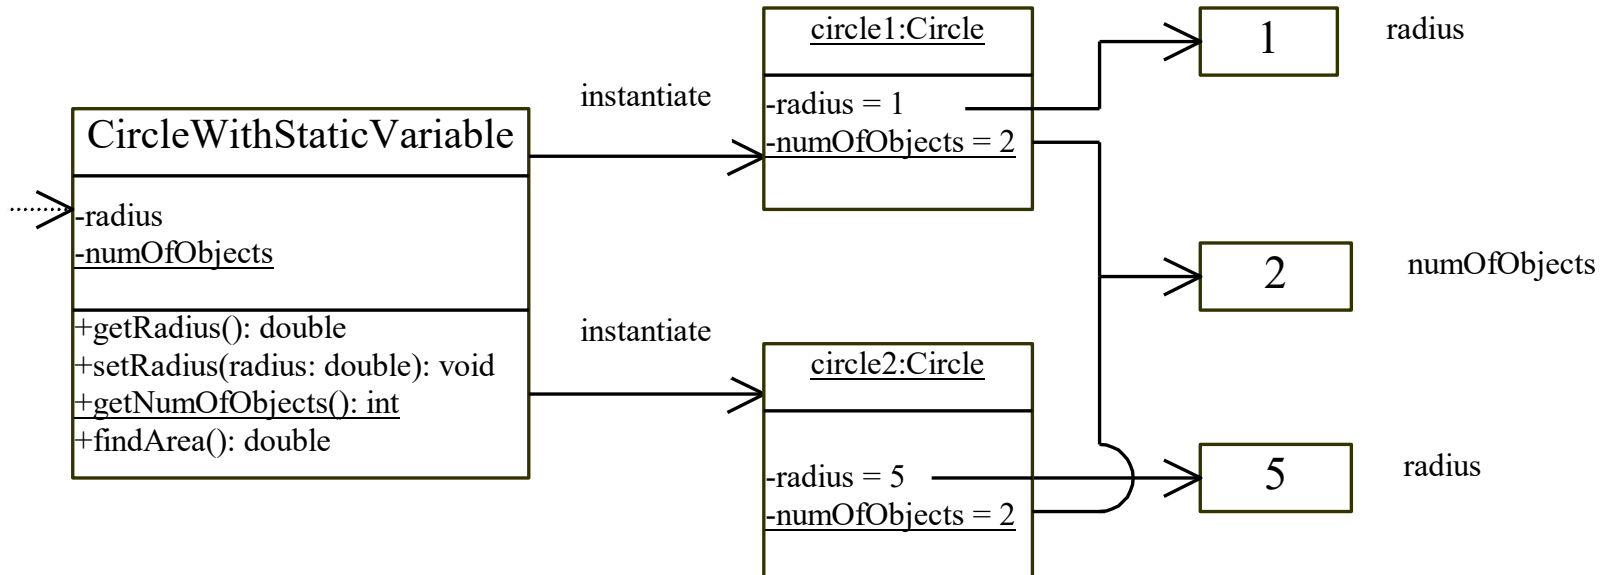 CircleWithStaticVariable
-radius
-numOfObjects
+getRadius(): double
+setRadius(radius: double): void
+getNumOfObjects(): int
+findArea(): double
instantiate
instantiate
circle1:Circle
-radius = 1
-numOfObjects = 2
circle2:Circle
-radius = 5
-numOfObjects = 2
1
radius
2
numOfObjects
5
radius